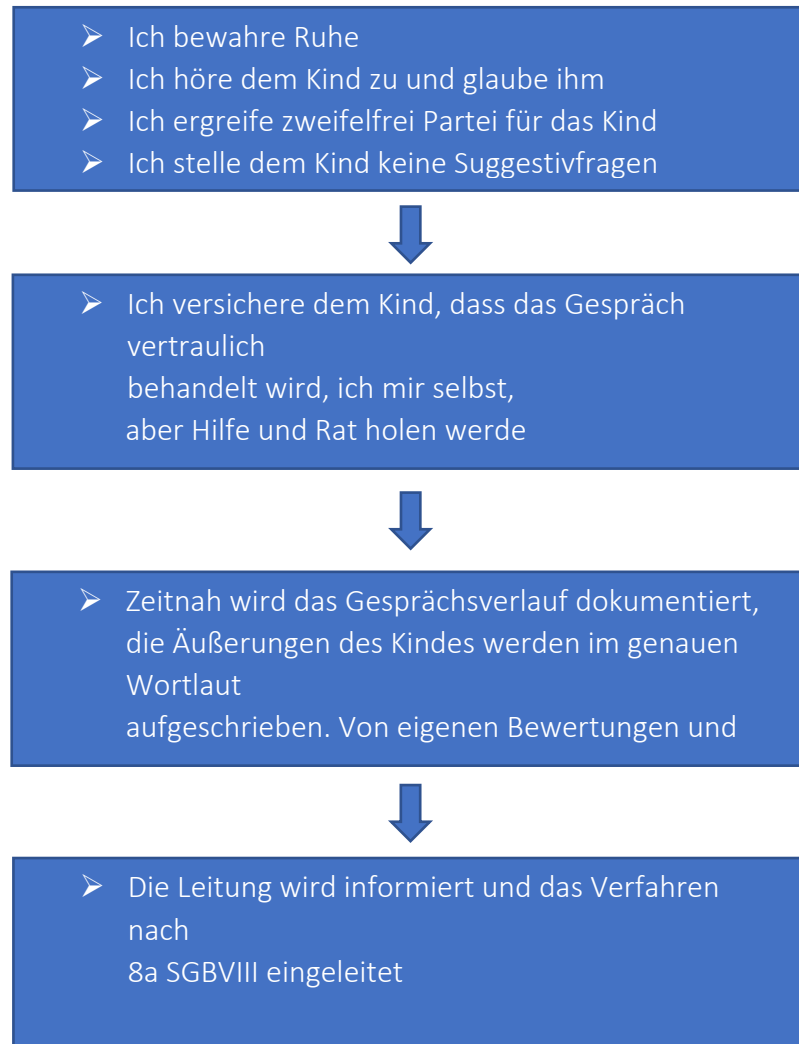 ➢ Ich bewahre Ruhe
➢ Ich höre dem Kind zu und glaube ihm
➢ Ich ergreife zweifelfrei Partei für das Kind
➢ Ich stelle dem Kind keine Suggestivfragen
➢ Ich versichere dem Kind, dass das Gespräch
vertraulich
behandelt wird, ich mir selbst,
aber Hilfe und Rat holen werde
➢ Zeitnah wird das Gesprächsverlauf dokumentiert,
die Äußerungen des Kindes werden im genauen
Wortlaut
aufgeschrieben. Von eigenen Bewertungen und
➢ Die Leitung wird informiert und das Verfahren
nach
8a SGBVIII eingeleitet